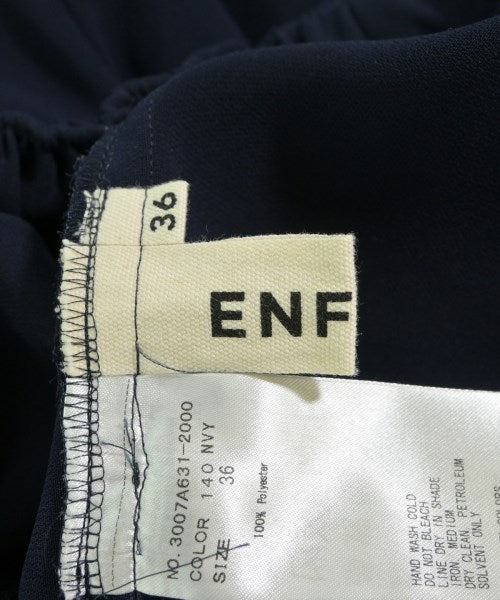 36
ENF
NO. 3007A631-2000
COLOR 140 NVY
SIZE 36
100% Polyester
HAND WASH COLD
DO NOT BLEACH
LINE DRY IN SHADE
IRON, MEDIUM
DRY CLEAN, PETROLEUM
SOLVENT ONLY